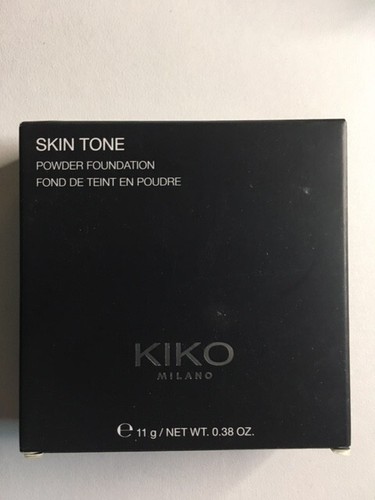 SKIN TONE
POWDER FOUNDATION
FOND DE TEINT EN POUDRE
KIKO
MILANO
℮ 11 g / NET WT. 0.38 OZ.